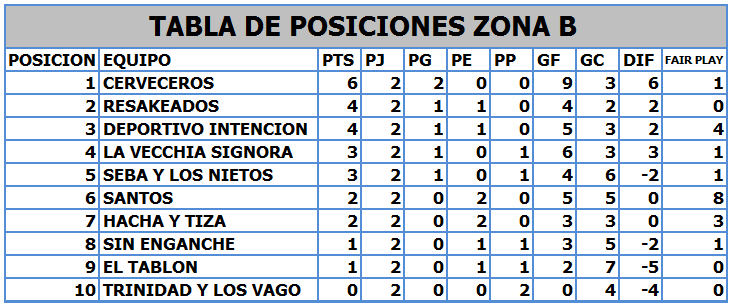 TABLA DE POSICIONES ZONA B
POSICION EQUIPO PTS PJ PG PE PP GF GC DIF FAIR PLAY
1 CERVECEROS 6 2 2 0 0 9 3 6 1
2 RESAKEADOS 4 2 1 1 0 4 2 2 0
3 DEPORTIVO INTENCION 4 2 1 1 0 5 3 2 4
4 LA VECCHIA SIGNORA 3 2 1 0 1 6 3 3 1
5 SEBA Y LOS NIETOS 3 2 1 0 1 4 6 -2 1
6 SANTOS 2 2 0 2 0 5 5 0 8
7 HACHA Y TIZA 2 2 0 2 0 3 3 0 3
8 SIN ENGANCHE 1 2 0 1 1 3 5 -2 1
9 EL TABLON 1 2 0 1 1 2 7 -5 0
10 TRINIDAD Y LOS VAGO 0 2 0 0 2 0 4 -4 0